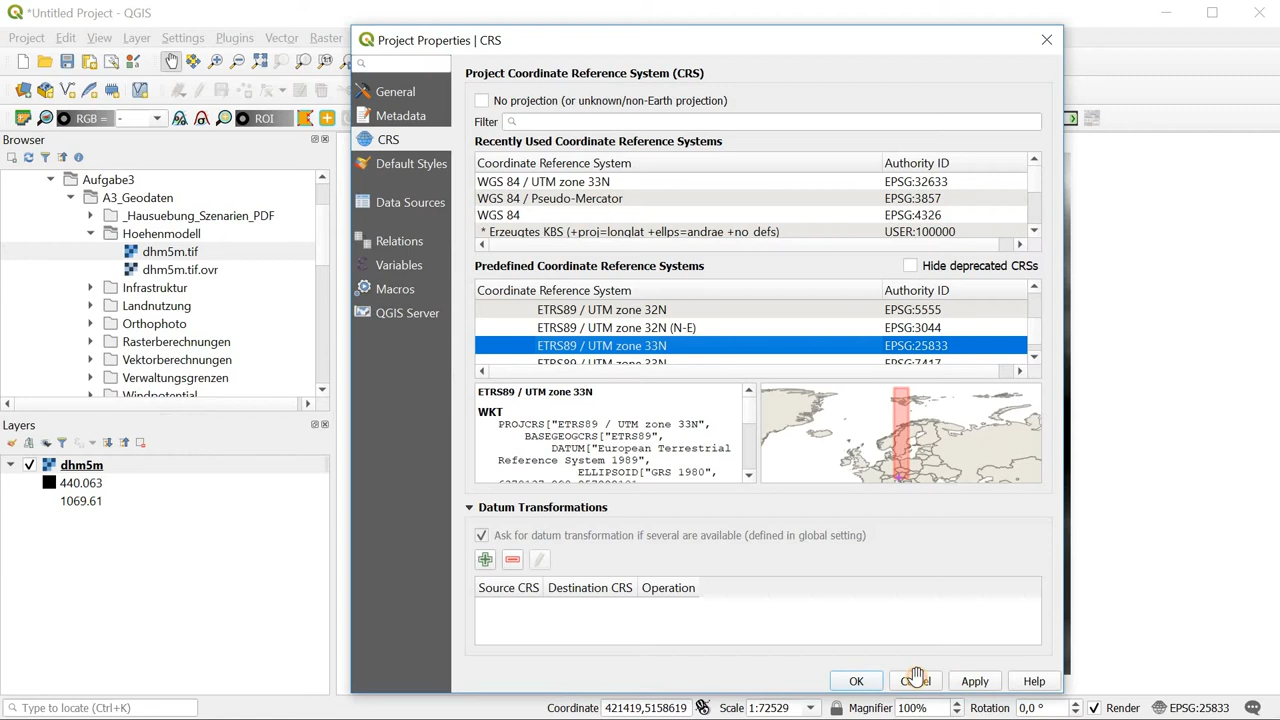 *Untitled Project - QGIS
Project Edit View Layer Settings Plugins Vector Raster
RGB = - ROI
Browser
Aufgabe3
A3_Geodaten
_Hausuebung_Szenarien_PDF
Hoehenmodell
dhm5m.tif
dhm5m.tif.ovr
Infrastruktur
Landnutzung
Orthophoto
Rasterberechnungen
Vektorberechnungen
Verwaltungsgrenzen
Windpotential
Layers
dhm5m
440.063
1069.61
Project Properties | CRS
General
Metadata
CRS
Default Styles
Data Sources
Relations
Variables
Macros
QGIS Server
Project Coordinate Reference System (CRS)
No projection (or unknown/non-Earth projection)
Filter
Recently Used Coordinate Reference Systems
Coordinate Reference System Authority ID
WGS 84 / UTM zone 33N EPSG:32633
WGS 84 / Pseudo-Mercator EPSG:3857
WGS 84 EPSG:4326
* Erzeugtes KBS (+proj=longlat +ellps=andrae +no_defs) USER:100000
Predefined Coordinate Reference Systems Hide deprecated CRSs
Coordinate Reference System Authority ID
ETRS89 / UTM zone 32N EPSG:5555
ETRS89 / UTM zone 32N (N-E) EPSG:3044
ETRS89 / UTM zone 33N EPSG:25833
ETRS89 / UTM zone 33N EPSG:7417
ETRS89 / UTM zone 33N
WKT
PROJCRS["ETRS89 / UTM zone 33N",
BASEGEOGCRS["ETRS89",
DATUM["European Terrestrial
Reference System 1989",
ELLIPSOID["GRS 1980",
Datum Transformations
Ask for datum transformation if several are available (defined in global setting)
Source CRS Destination CRS Operation
OK Cancel Apply Help
Type to locate (Ctrl+K) Coordinate 421419,5158619 Scale 1:72529 Magnifier 100% Rotation 0,0 ° Render EPSG:25833